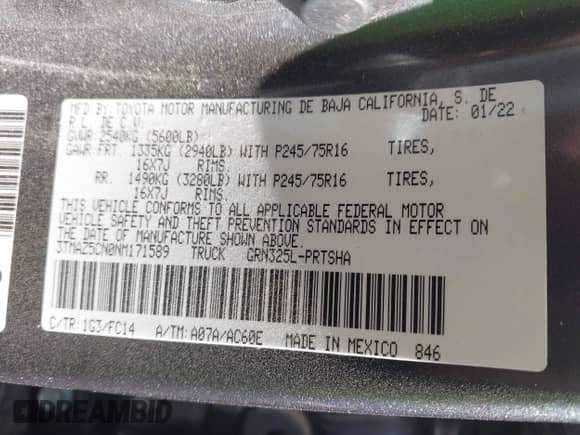 MFD BY: TOYOTA MOTOR MANUFACTURING DE BAJA CALIFORNIA, S. DE
R.L. DE C.V. DATE: 01/22
GVWR 2540KG (5600LB)
GAWR FRT. 1335KG (2940LB) WITH P245/75R16 TIRES,
16X7J RIMS
RR. 1490KG (3280LB) WITH P245/75R16 TIRES,
16X7J RIMS.
THIS VEHICLE CONFORMS TO ALL APPLICABLE FEDERAL MOTOR
VEHICLE SAFETY AND THEFT PREVENTION STANDARDS IN EFFECT ON
THE DATE OF MANUFACTURE SHOWN ABOVE.
3TMAZ5CN0NM171589 TRUCK GRN325L-PRTSHA
C/TR: 1G3/FC14 A/TM: A07A/AC60E MADE IN MEXICO 846
DREAMBID